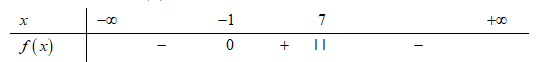 x −∞ −1 7 +∞
f(x) − 0 + || −